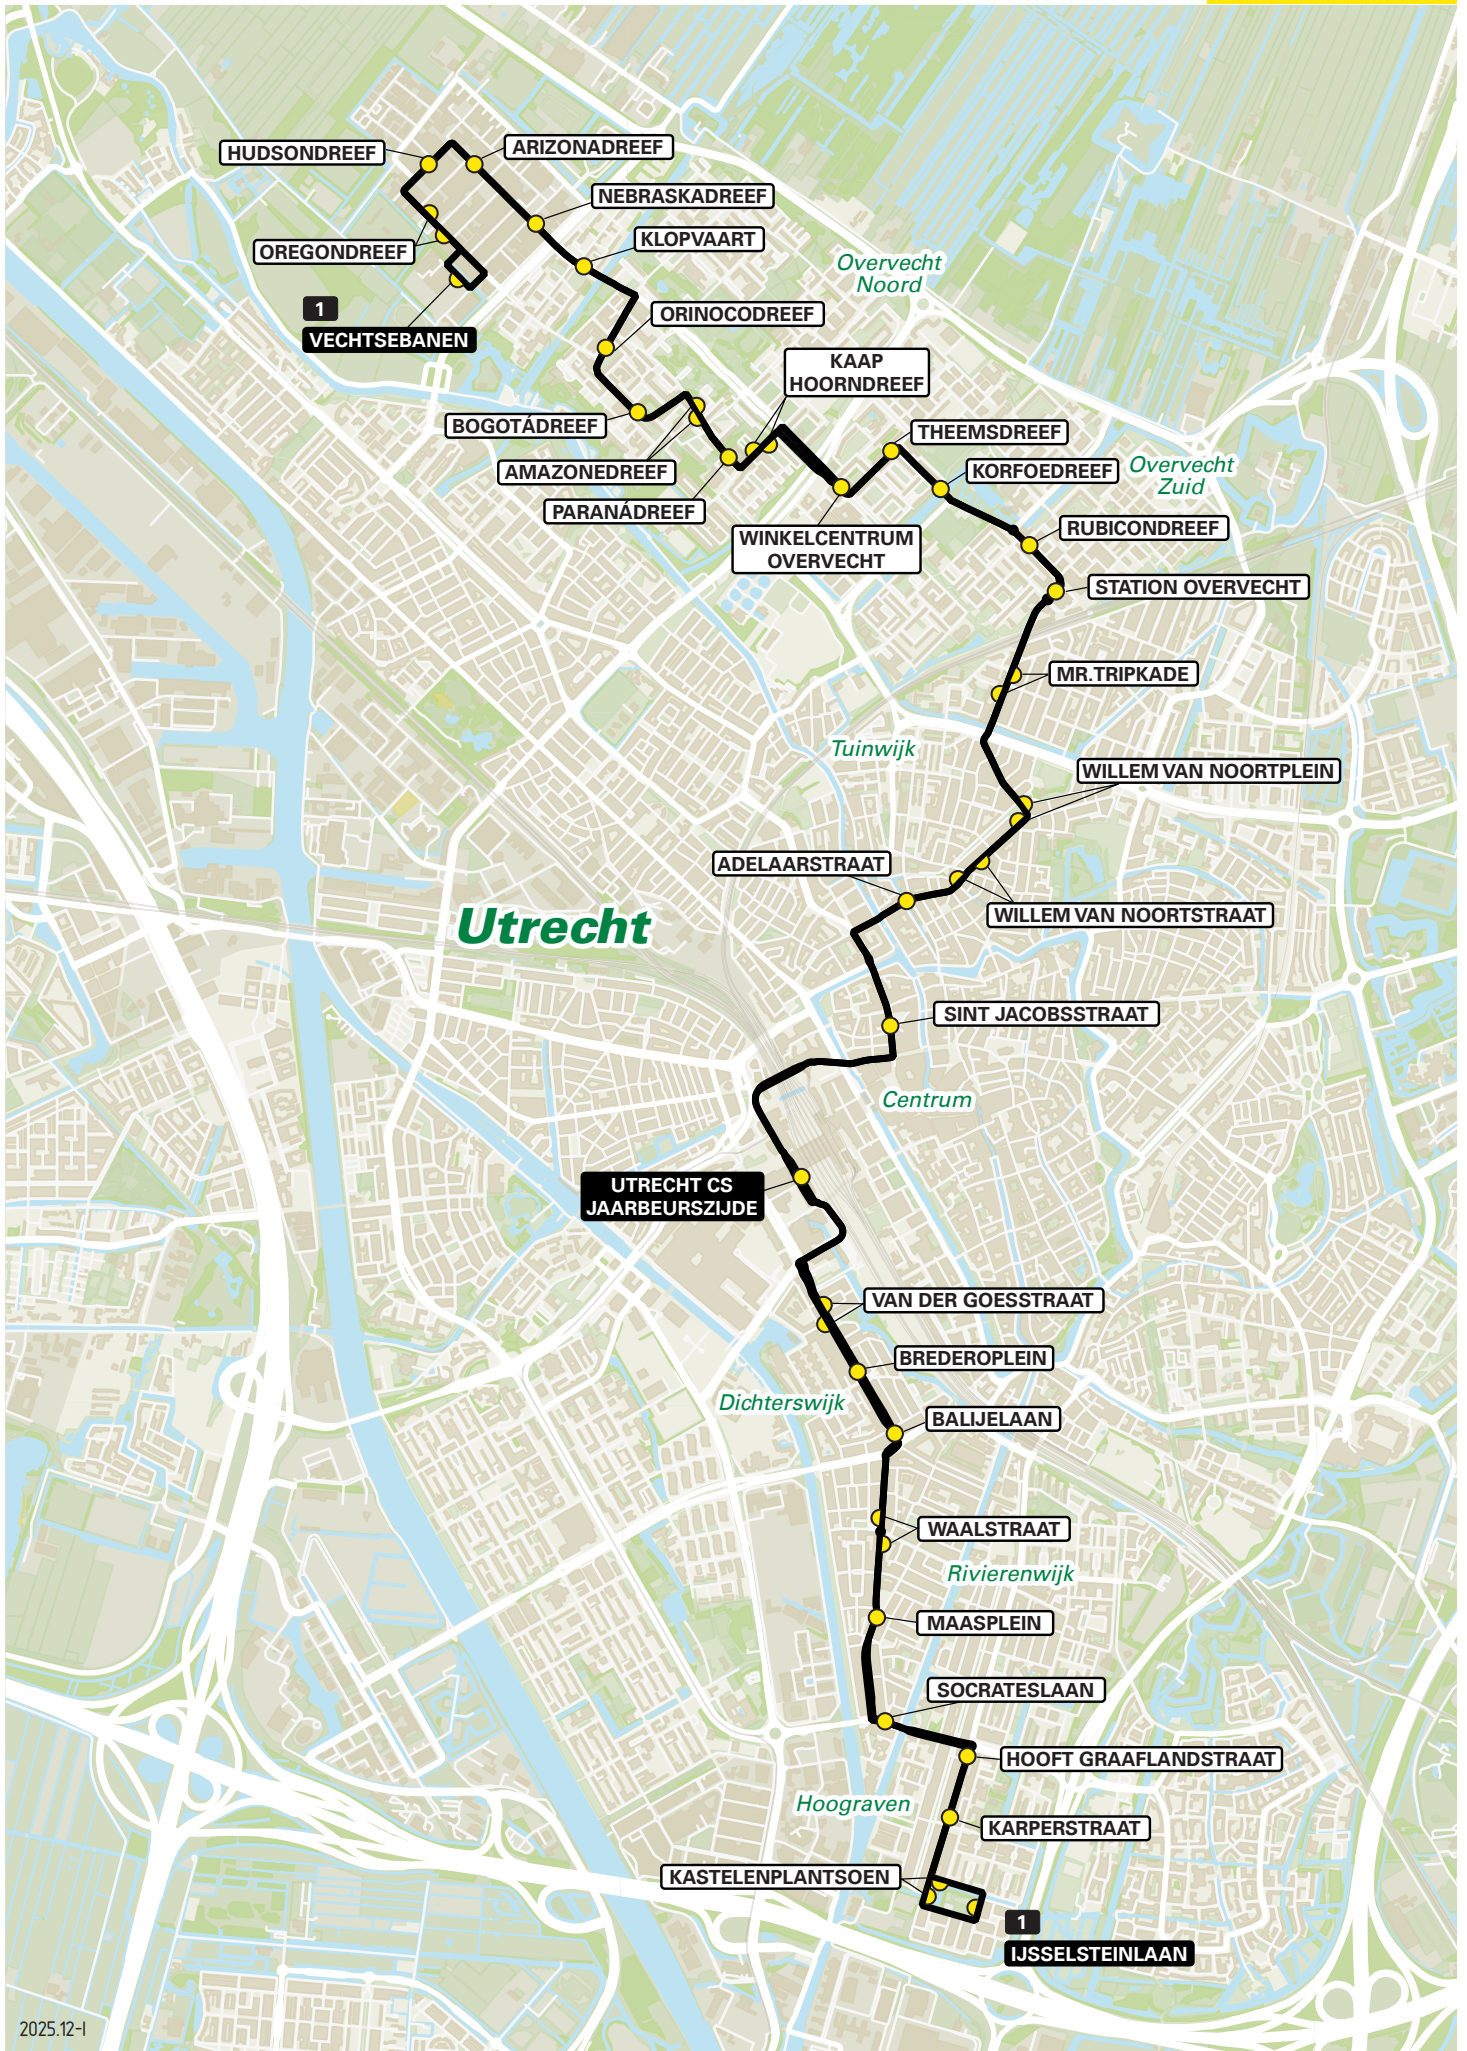 ARIZONADREEF
HUDSONDREEF
NEBRASKADREEF
KLOPVAART
OREGONDREEF
Overvecht
Noord
1
VECHTSEBANEN
ORINOCODREEF
KAAP
HOORNDREEF
BOGOTÁDREEF
THEEMSDREEF
AMAZONEDREEF
KORFOEDREEF
Overvecht
Zuid
PARANÁDREEF
WINKELCENTRUM
OVERVECHT
RUBICONDREEF
STATION OVERVECHT
MR.TRIPKADE
Tuinwijk
WILLEM VAN NOORTPLEIN
ADELAARSTRAAT
WILLEM VAN NOORTSTRAAT
Utrecht
SINT JACOBSSTRAAT
Centrum
UTRECHT CS
JAARBEURSZIJDE
VAN DER GOESSTRAAT
BREDEROPLEIN
Dichterswijk
BALIJELAAN
WAALSTRAAT
Rivierenwijk
MAASPLEIN
SOCRATESLAAN
HOOFT GRAAFLANDSTRAAT
Hoograven
KARPERSTRAAT
KASTELENPLANTSOEN
1
IJSSELSTEINLAAN
2025.12-I